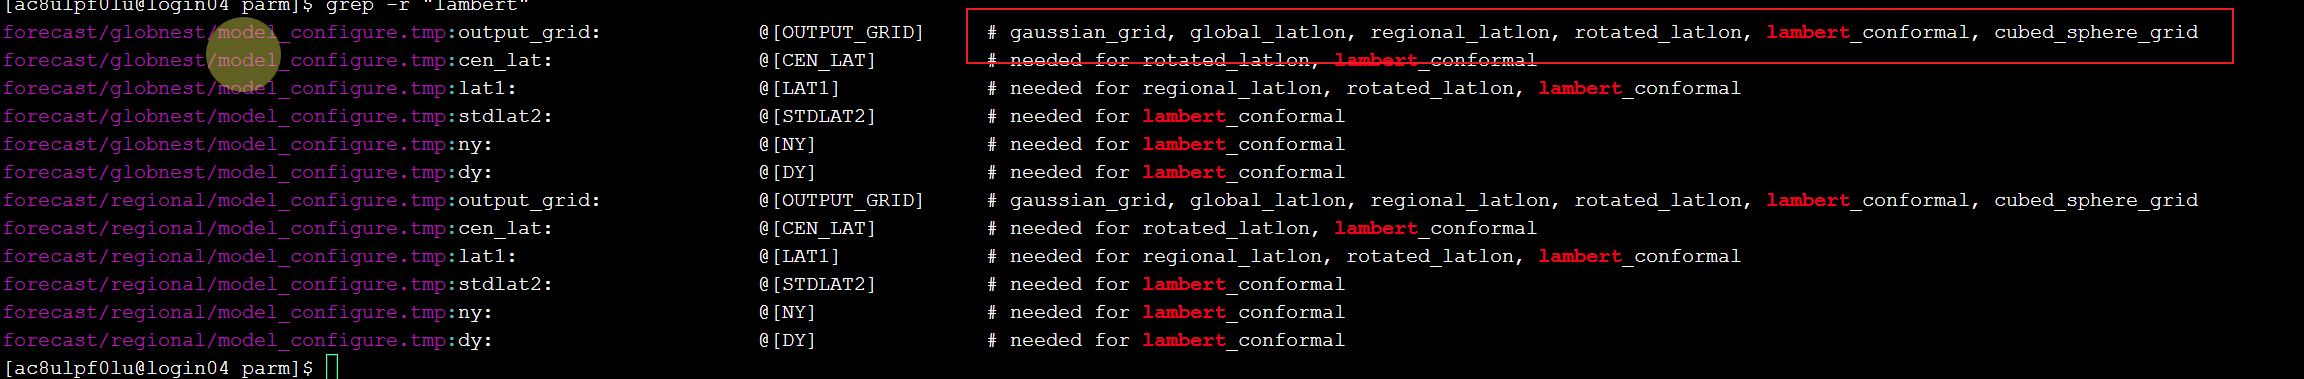 [ac8ulpf0lu@login04 parm]$ grep -r "lambert"
forecast/globnest/model_configure.tmp:output_grid: @[OUTPUT_GRID] # gaussian_grid, global_latlon, regional_latlon, rotated_latlon, lambert_conformal, cubed_sphere_grid
forecast/globnest/model_configure.tmp:cen_lat: @[CEN_LAT] # needed for rotated_latlon, lambert_conformal
forecast/globnest/model_configure.tmp:lat1: @[LAT1] # needed for regional_latlon, rotated_latlon, lambert_conformal
forecast/globnest/model_configure.tmp:stdlat2: @[STDLAT2] # needed for lambert_conformal
forecast/globnest/model_configure.tmp:ny: @[NY] # needed for lambert_conformal
forecast/globnest/model_configure.tmp:dy: @[DY] # needed for lambert_conformal
forecast/regional/model_configure.tmp:output_grid: @[OUTPUT_GRID] # gaussian_grid, global_latlon, regional_latlon, rotated_latlon, lambert_conformal, cubed_sphere_grid
forecast/regional/model_configure.tmp:cen_lat: @[CEN_LAT] # needed for rotated_latlon, lambert_conformal
forecast/regional/model_configure.tmp:lat1: @[LAT1] # needed for regional_latlon, rotated_latlon, lambert_conformal
forecast/regional/model_configure.tmp:stdlat2: @[STDLAT2] # needed for lambert_conformal
forecast/regional/model_configure.tmp:ny: @[NY] # needed for lambert_conformal
forecast/regional/model_configure.tmp:dy: @[DY] # needed for lambert_conformal
[ac8ulpf0lu@login04 parm]$